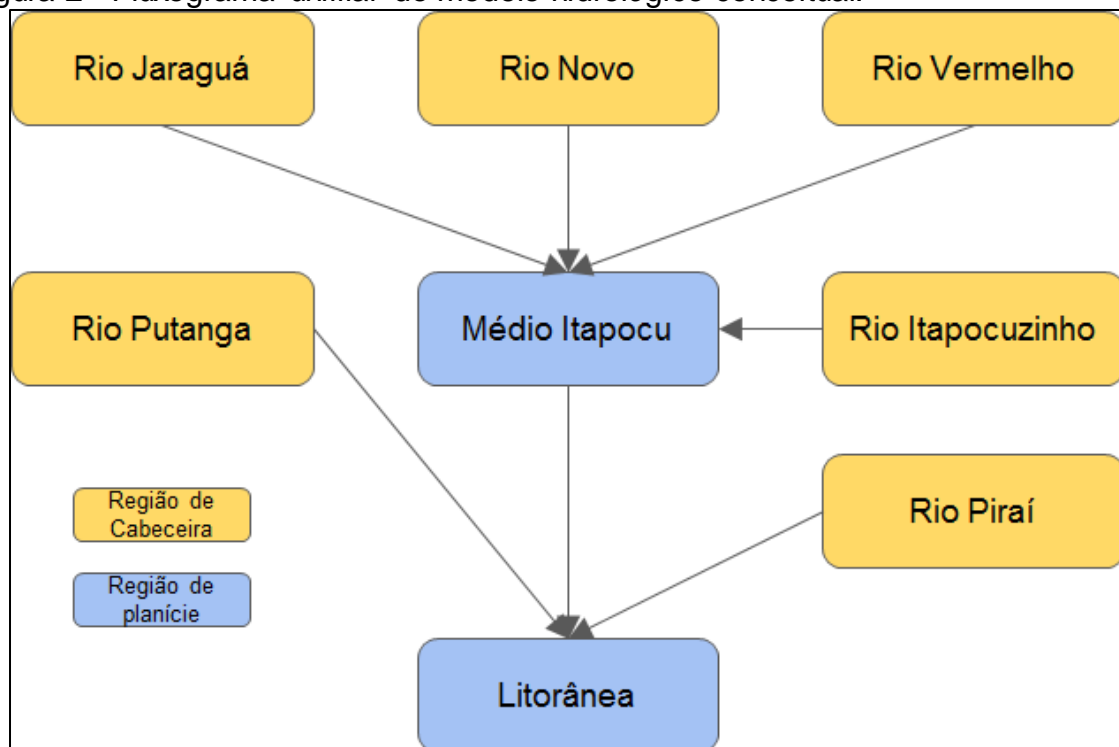 Rio Jaraguá
Rio Novo
Rio Vermelho
Rio Putanga
Médio Itapocu
Rio Itapocuzinho
Rio Piraí
Região de
Cabeceira
Região de
planície
Litorânea